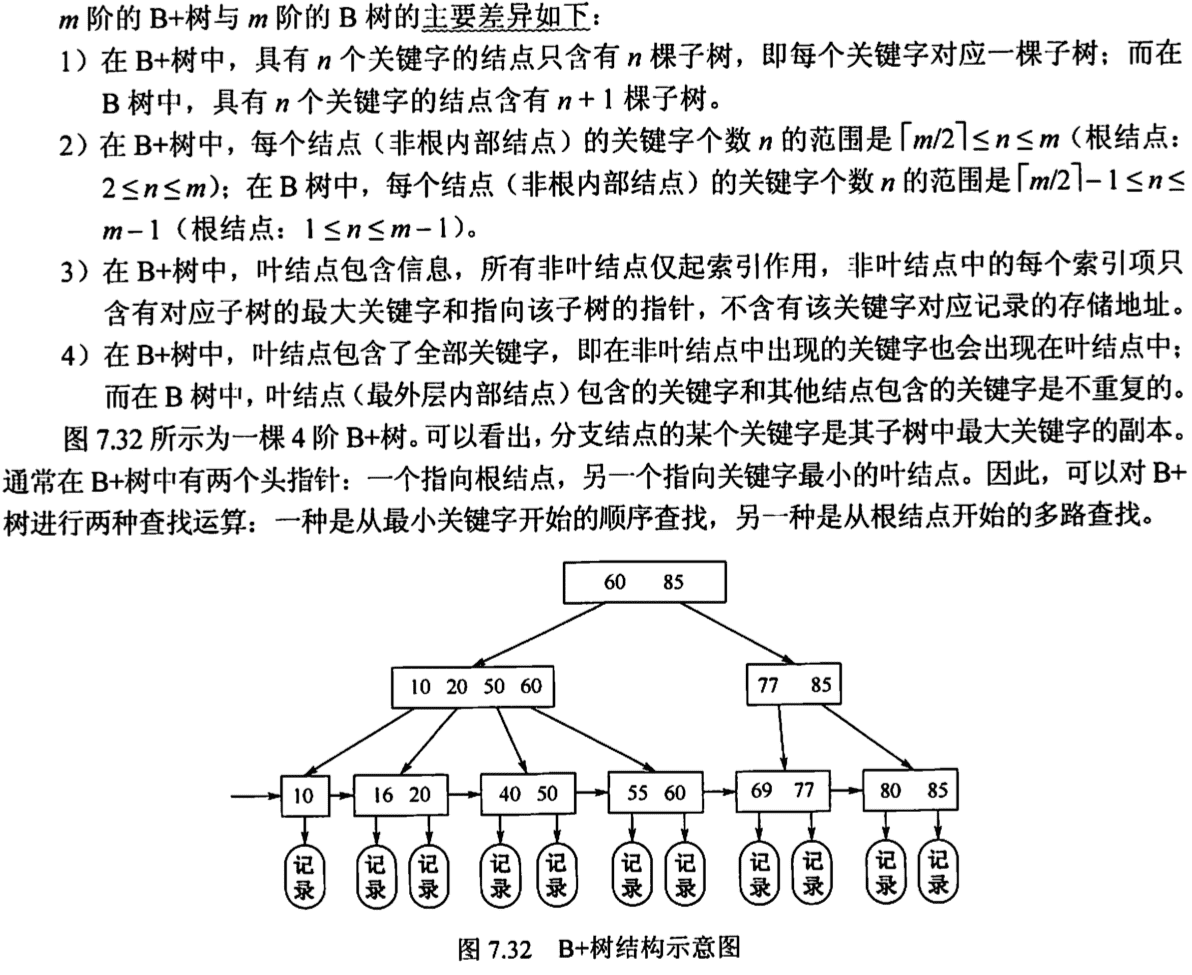 m 阶的 B+树与 m 阶的 B 树的主要差异如下：
1）在 B+树中，具有 n 个关键字的结点只含有 n 棵子树，即每个关键字对应一棵子树；而在
B 树中，具有 n 个关键字的结点含有 n + 1 棵子树。
2）在 B+树中，每个结点（非根内部结点）的关键字个数 n 的范围是⌈m/2⌉≤n≤m（根结点：
2≤n≤m）；在 B 树中，每个结点（非根内部结点）的关键字个数 n 的范围是⌈m/2⌉−1≤n≤
m−1（根结点：1≤n≤m−1）。
3）在 B+树中，叶结点包含信息，所有非叶结点仅起索引作用，非叶结点中的每个索引项只
含有对应子树的最大关键字和指向该子树的指针，不含有该关键字对应记录的存储地址。
4）在 B+树中，叶结点包含了全部关键字，即在非叶结点中出现的关键字也会出现在叶结点中；
而在 B 树中，叶结点（最外层内部结点）包含的关键字和其他结点包含的关键字是不重复的。
图 7.32 所示为一棵 4 阶 B+树。可以看出，分支结点的某个关键字是其子树中最大关键字的副本。
通常在 B+树中有两个头指针：一个指向根结点，另一个指向关键字最小的叶结点。因此，可以对 B+
树进行两种查找运算：一种是从最小关键字开始的顺序查找，另一种是从根结点开始的多路查找。
60 85
10 20 50 60
77 85
10
16 20
40 50
55 60
69 77
80 85
记录
记录
记录
记录
记录
记录
记录
记录
记录
记录
记录
图 7.32 B+树结构示意图